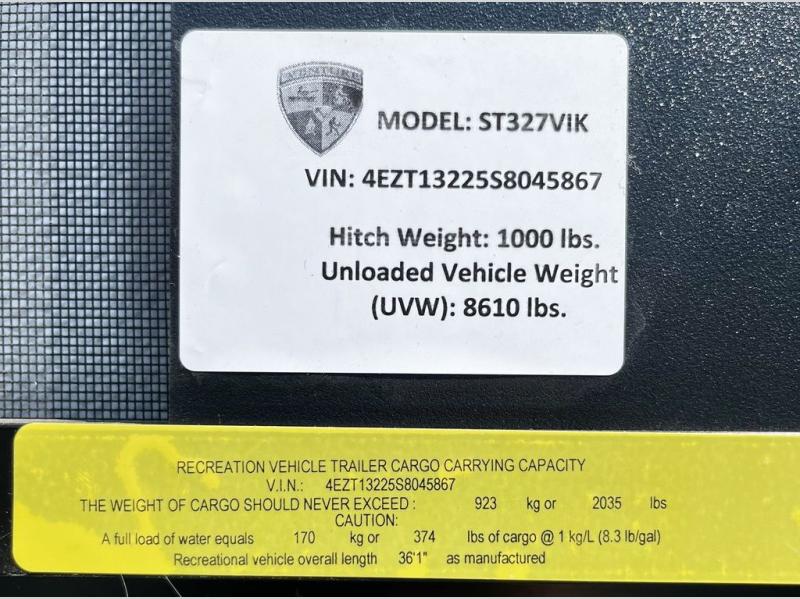 VENTURE
MODEL: ST327VIK
VIN: 4EZT13225S8045867
Hitch Weight: 1000 lbs.
Unloaded Vehicle Weight
(UVW): 8610 lbs.
RECREATION VEHICLE TRAILER CARGO CARRYING CAPACITY
V.I.N.: 4EZT13225S8045867
THE WEIGHT OF CARGO SHOULD NEVER EXCEED : 923 kg or 2035 lbs
CAUTION:
A full load of water equals 170 kg or 374 lbs of cargo @ 1 kg/L (8.3 lb/gal)
Recreational vehicle overall length 36'1" as manufactured